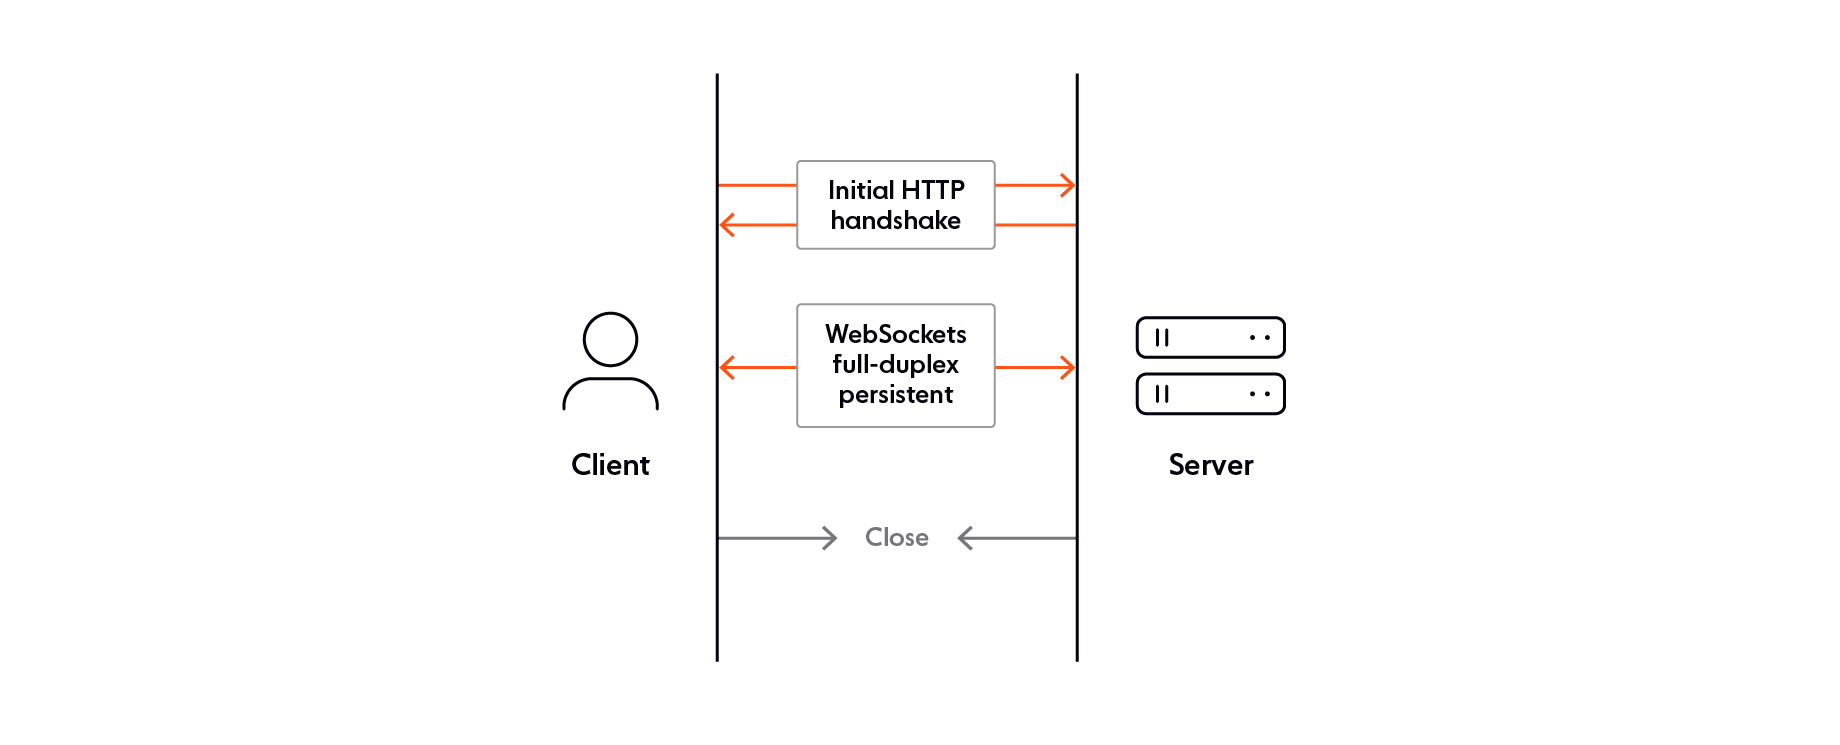 Initial HTTP
handshake
WebSockets
full-duplex
persistent
Client
Server
Close